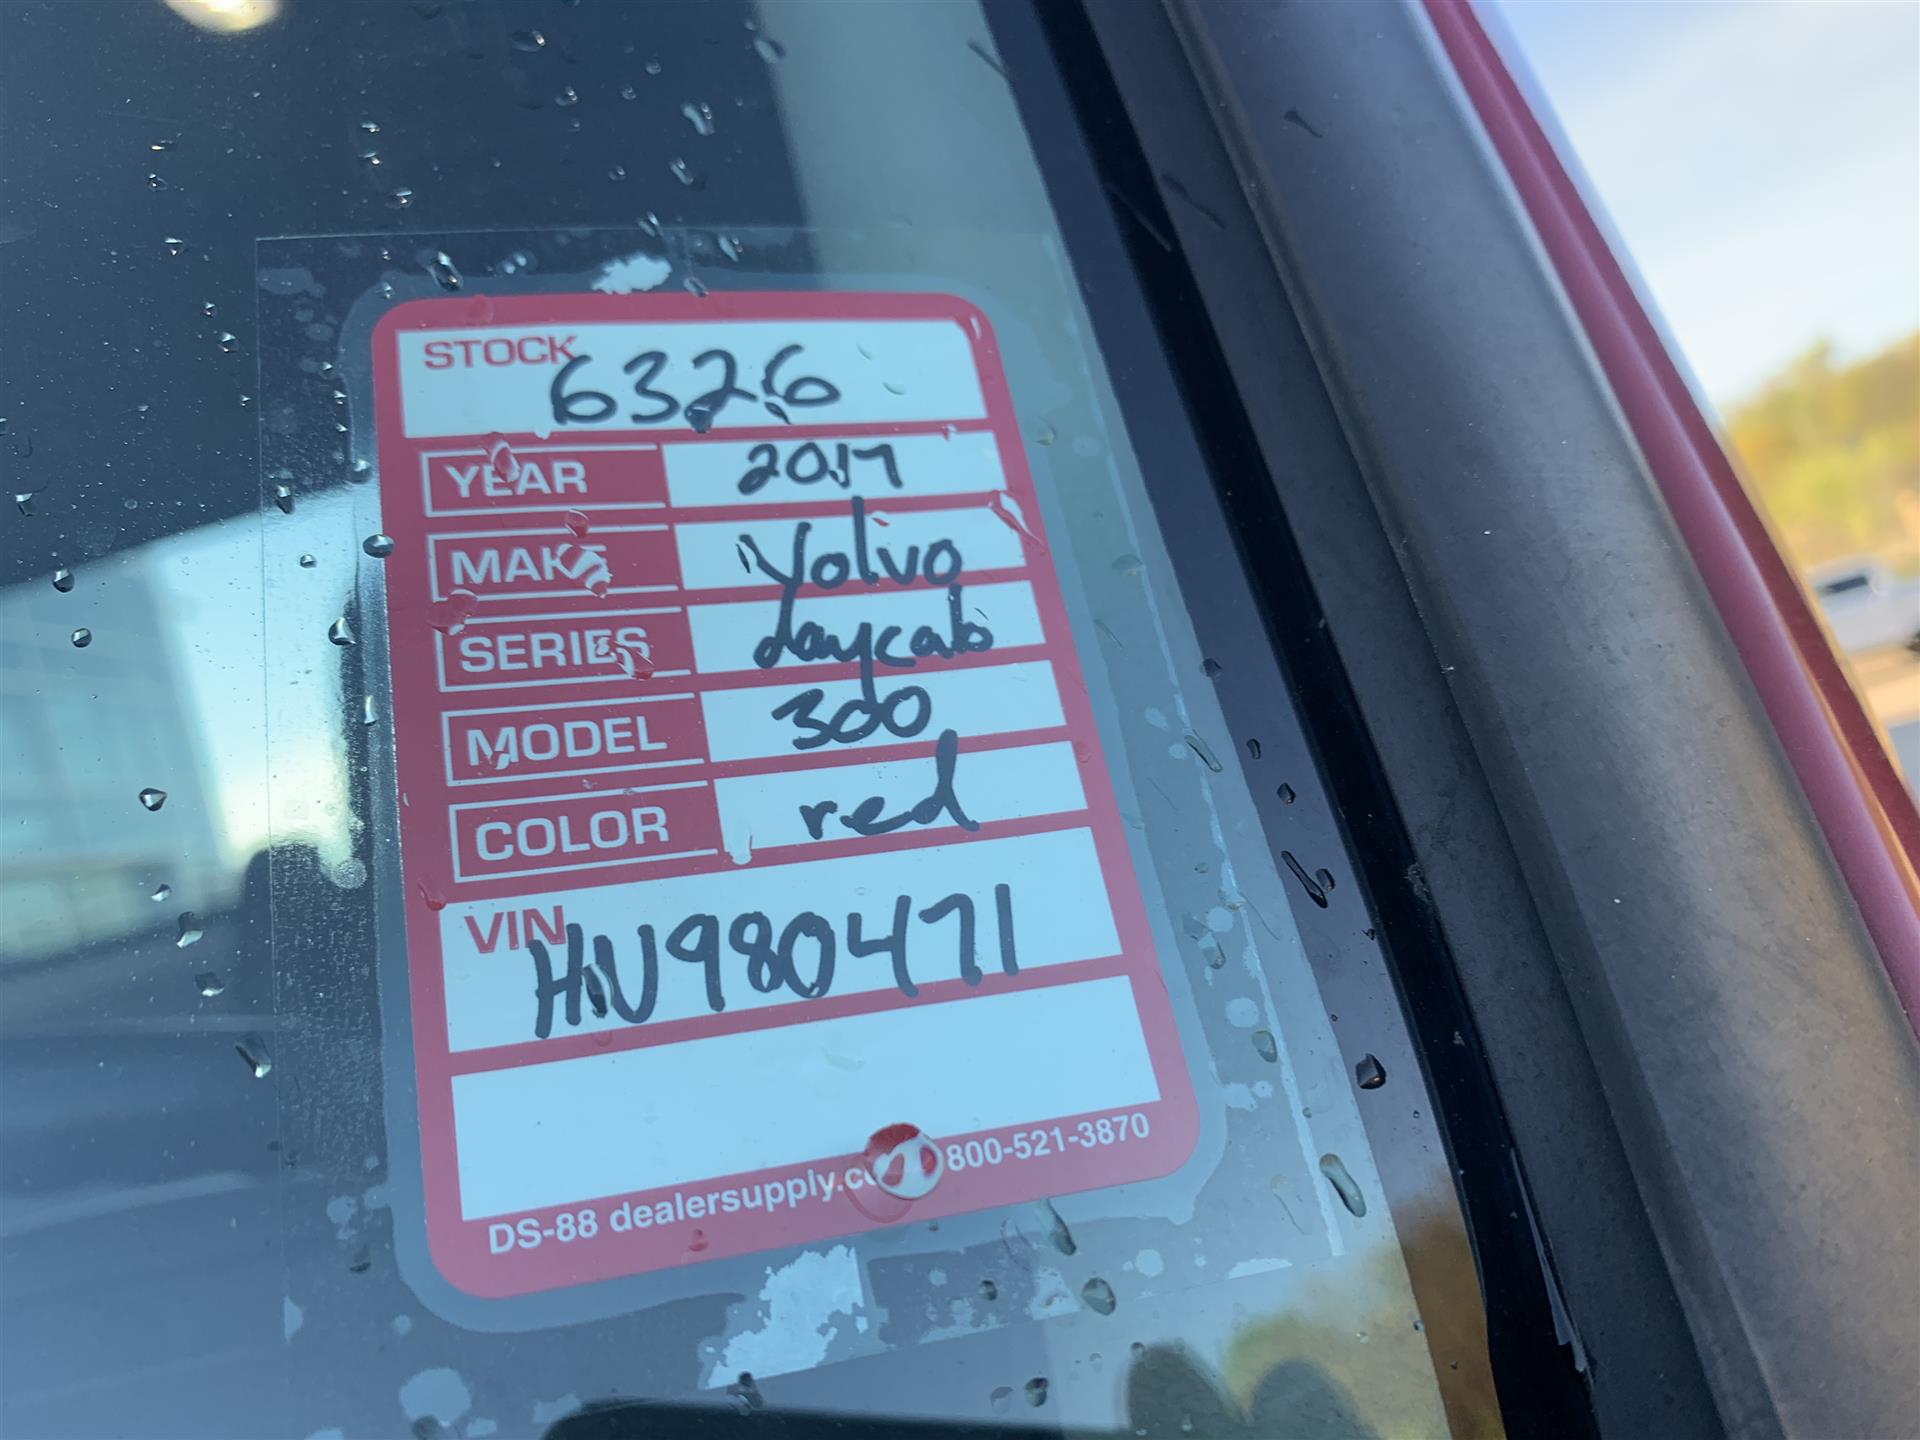 STOCK 6326
YEAR 2017
MAKE Volvo
SERIES daycab
MODEL 300
COLOR red
VIN HN980471
DS-88 dealersupply.co 800-521-3870